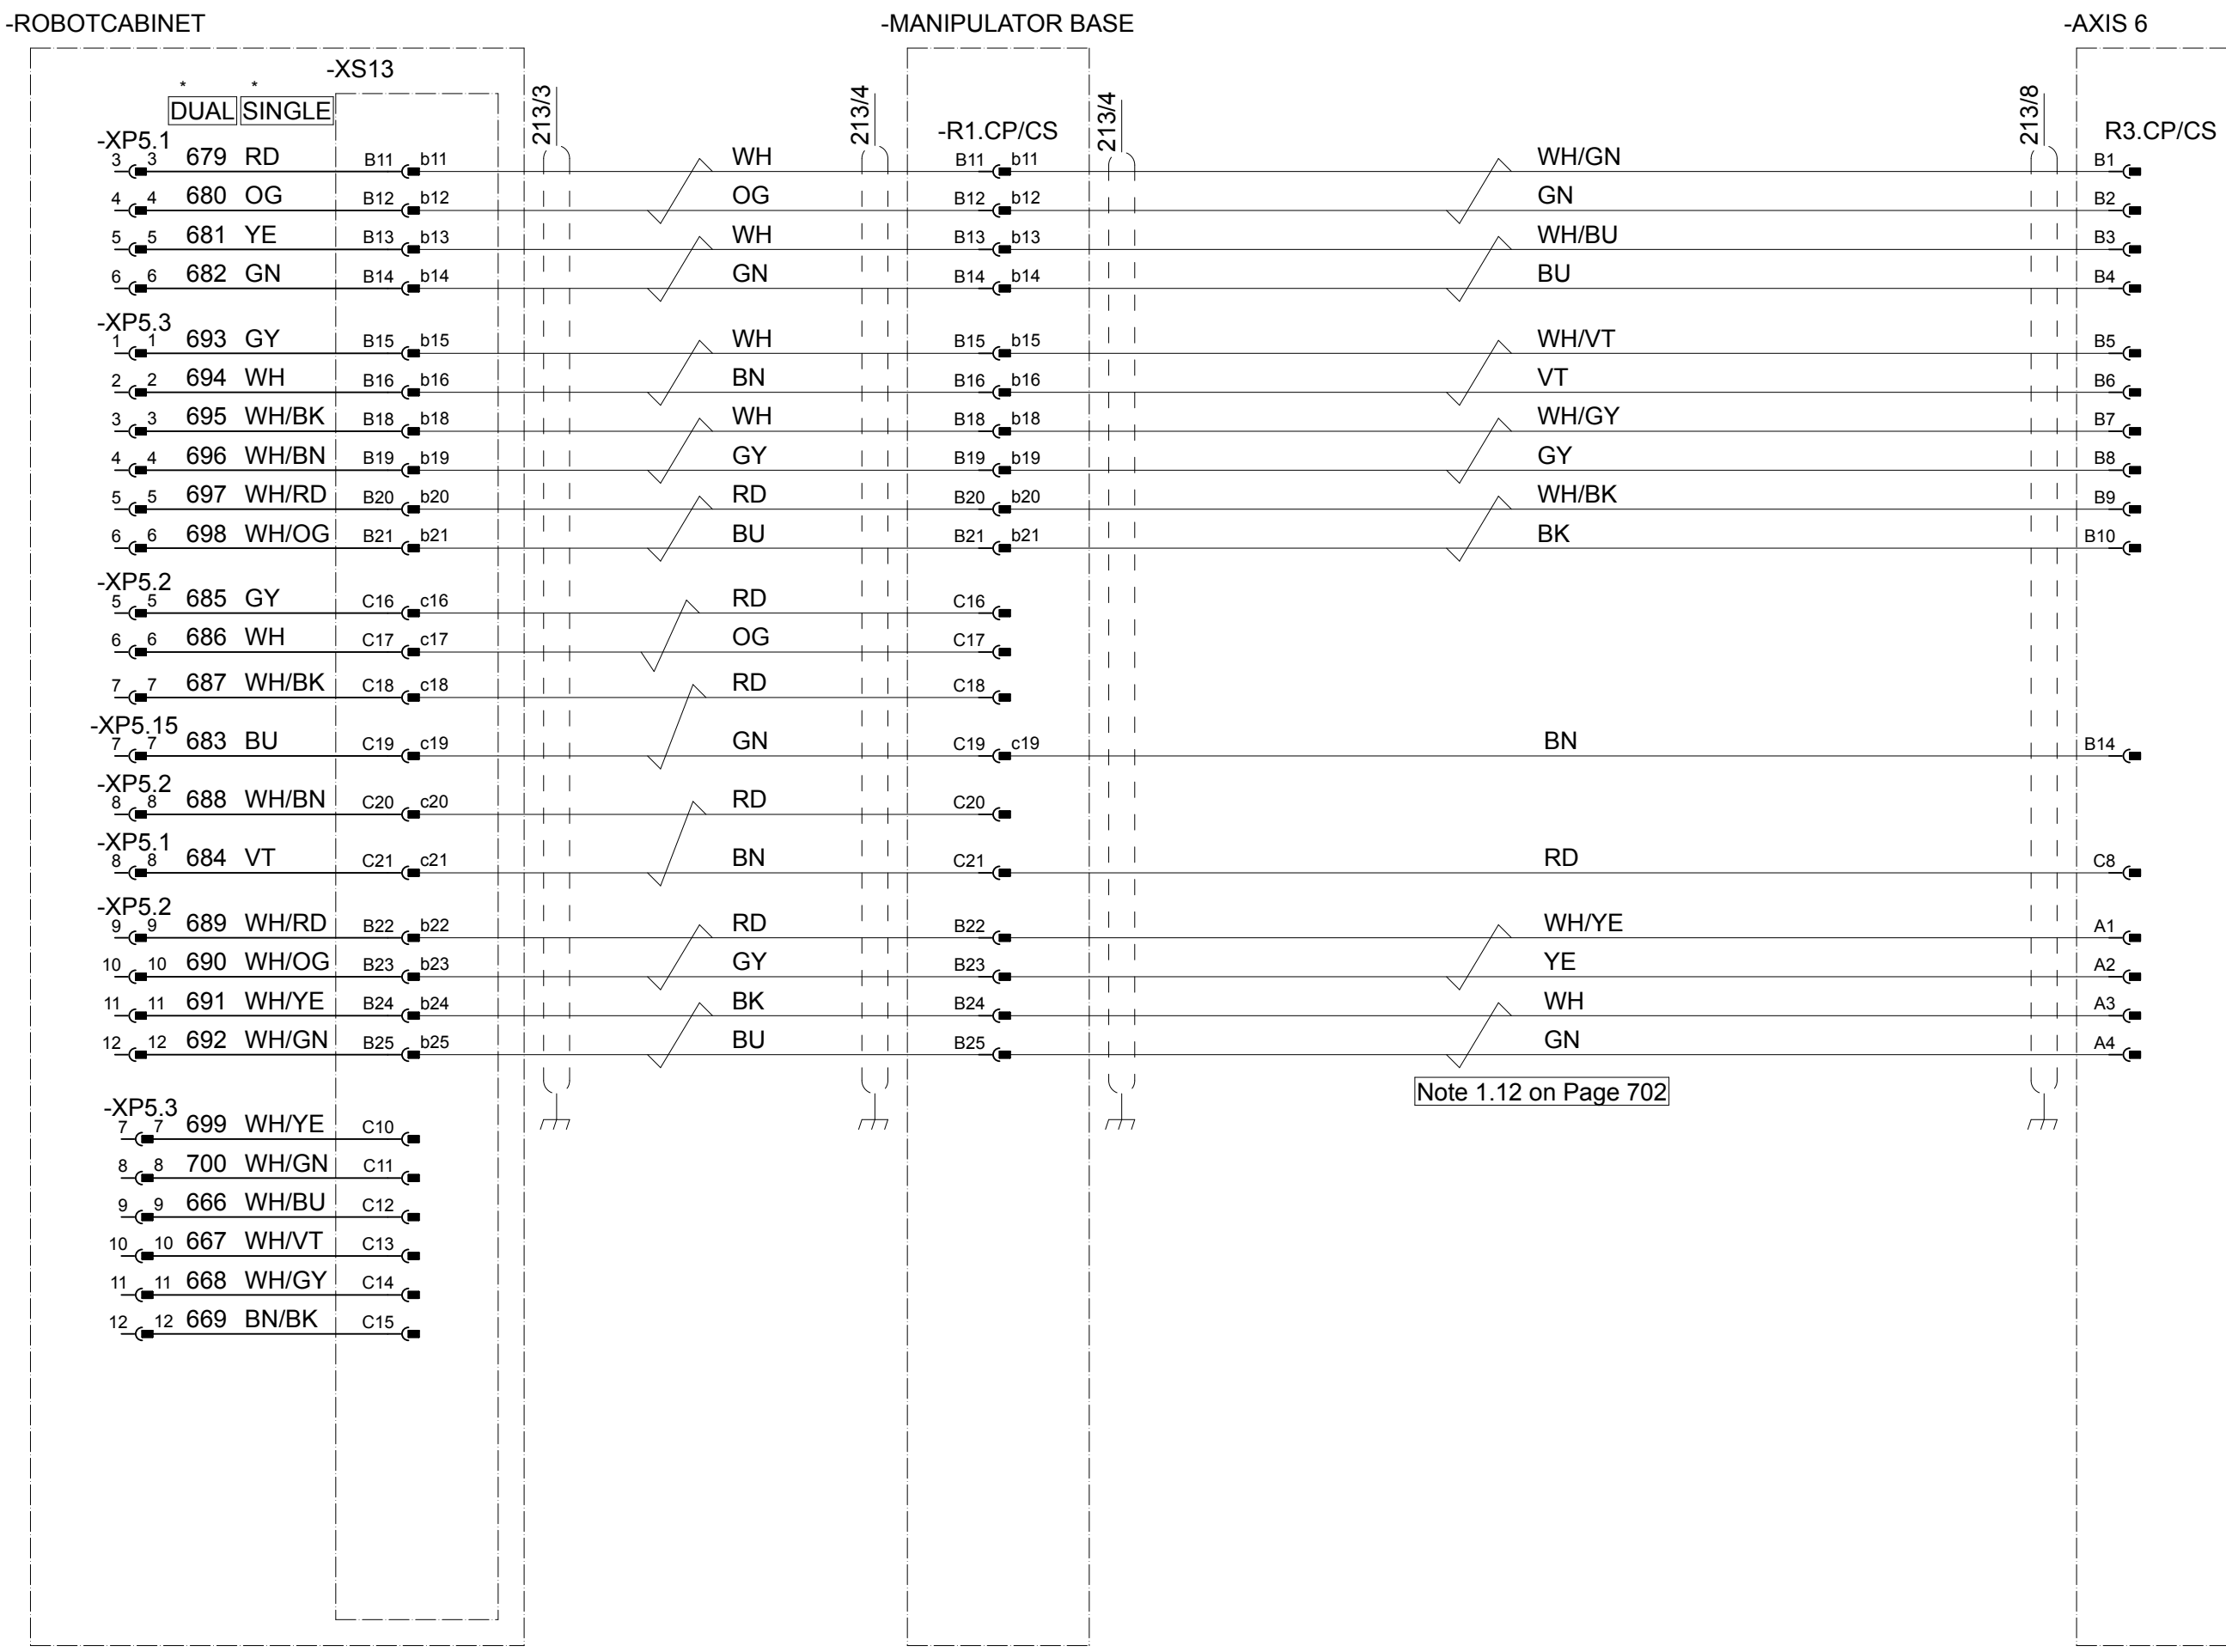 -ROBOTCABINET -MANIPULATOR BASE -AXIS 6
-XS13
* *
DUAL SINGLE 213/3 213/4 213/4 213/8
-XP5.1 -R1.CP/CS R3.CP/CS
3 3 679 RD B11 b11 WH B11 b11 WH/GN B1
4 4 680 OG B12 b12 OG B12 b12 GN B2
5 5 681 YE B13 b13 WH B13 b13 WH/BU B3
6 6 682 GN B14 b14 GN B14 b14 BU B4
-XP5.3
1 1 693 GY B15 b15 WH B15 b15 WH/VT B5
2 2 694 WH B16 b16 BN B16 b16 VT B6
3 3 695 WH/BK B18 b18 WH B18 b18 WH/GY B7
4 4 696 WH/BN B19 b19 GY B19 b19 GY B8
5 5 697 WH/RD B20 b20 RD B20 b20 WH/BK B9
6 6 698 WH/OG B21 b21 BU B21 b21 BK B10
-XP5.2
5 5 685 GY C16 c16 RD C16
6 6 686 WH C17 c17 OG C17
7 7 687 WH/BK C18 c18 RD C18
-XP5.15
7 7 683 BU C19 c19 GN C19 c19 BN B14
-XP5.2
8 8 688 WH/BN C20 c20 RD C20
-XP5.1
8 8 684 VT C21 c21 BN C21 RD C8
-XP5.2
9 9 689 WH/RD B22 b22 RD B22 WH/YE A1
10 10 690 WH/OG B23 b23 GY B23 YE A2
11 11 691 WH/YE B24 b24 BK B24 WH A3
12 12 692 WH/GN B25 b25 BU B25 GN A4
Note 1.12 on Page 702
-XP5.3
7 7 699 WH/YE C10
8 8 700 WH/GN C11
9 9 666 WH/BU C12
10 10 667 WH/VT C13
11 11 668 WH/GY C14
12 12 669 BN/BK C15